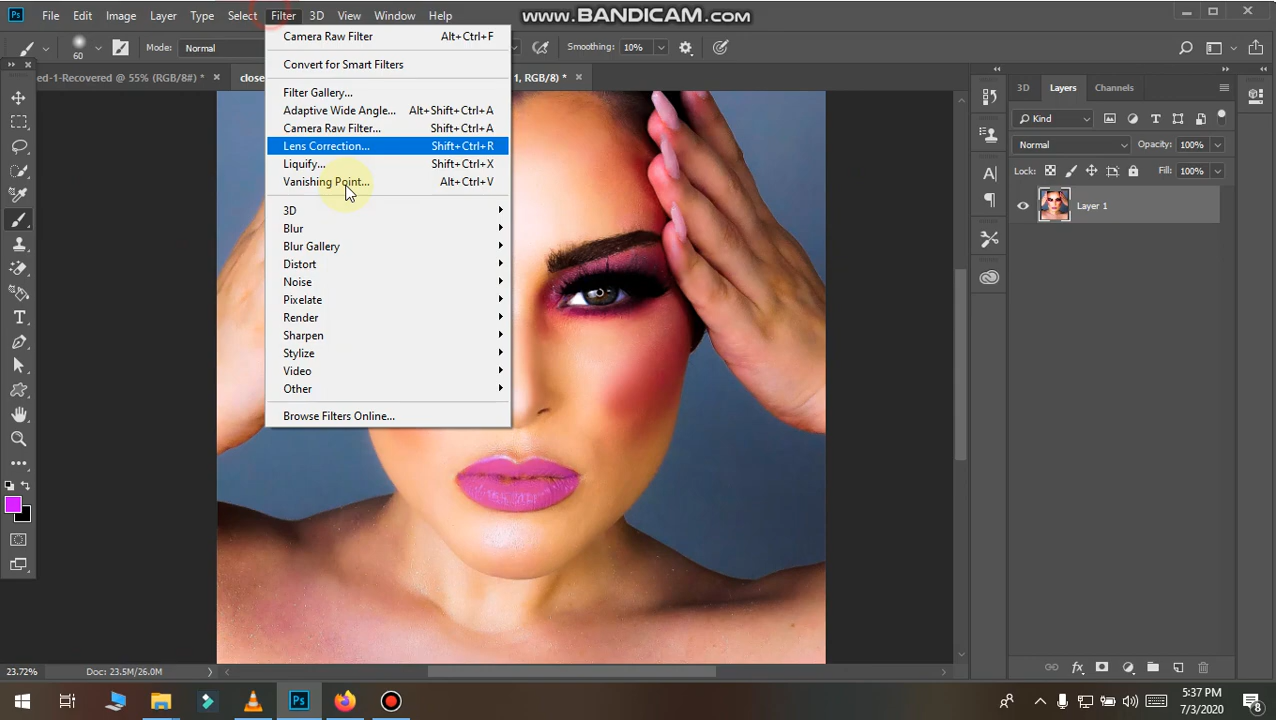 Ps File Edit Image Layer Type Select Filter 3D View Window Help
www.BANDICAM.com
60 Mode: Normal Smoothing: 10%
ed-1-Recovered @ 55% (RGB/8#) * × close 1, RGB/8) * ×
Camera Raw Filter Alt+Ctrl+F
Convert for Smart Filters
Filter Gallery...
Adaptive Wide Angle... Alt+Shift+Ctrl+A
Camera Raw Filter... Shift+Ctrl+A
Lens Correction... Shift+Ctrl+R
Liquify... Shift+Ctrl+X
Vanishing Point... Alt+Ctrl+V
3D
Blur
Blur Gallery
Distort
Noise
Pixelate
Render
Sharpen
Stylize
Video
Other
Browse Filters Online...
3D Layers Channels
Kind
Normal Opacity: 100%
Lock: Fill: 100%
Layer 1
23.72% Doc: 23.5M/26.0M
Ps
5:37 PM
7/3/2020
8